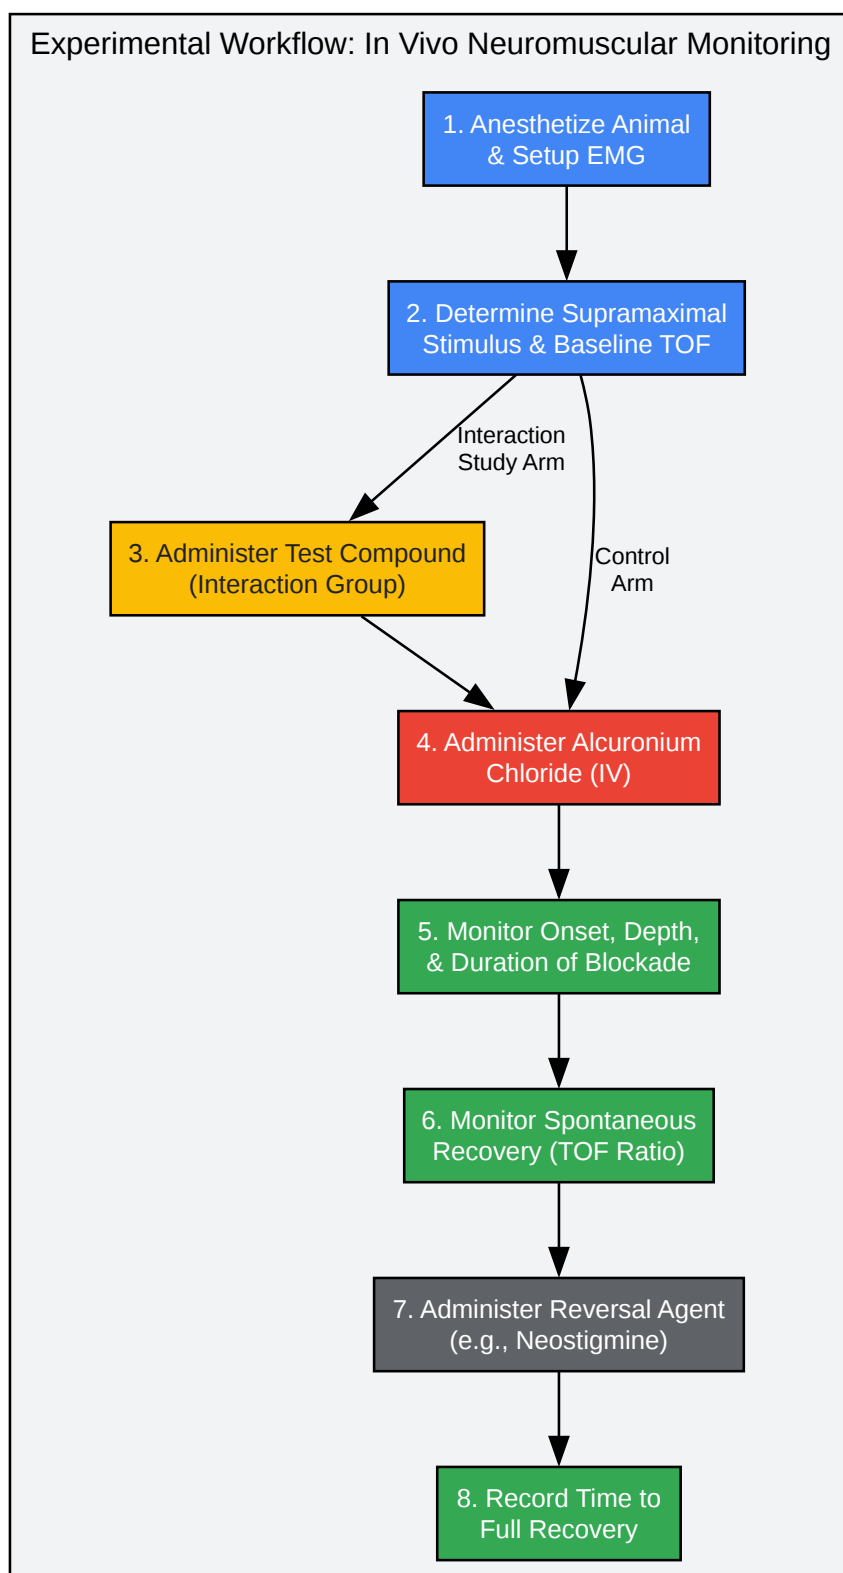 Experimental Workflow: In Vivo Neuromuscular Monitoring
1. Anesthetize Animal
& Setup EMG
2. Determine Supramaximal
Stimulus & Baseline TOF
Interaction
Study Arm
3. Administer Test Compound
(Interaction Group)
Control
Arm
4. Administer Alcuronium
Chloride (IV)
5. Monitor Onset, Depth,
& Duration of Blockade
6. Monitor Spontaneous
Recovery (TOF Ratio)
7. Administer Reversal Agent
(e.g., Neostigmine)
8. Record Time to
Full Recovery